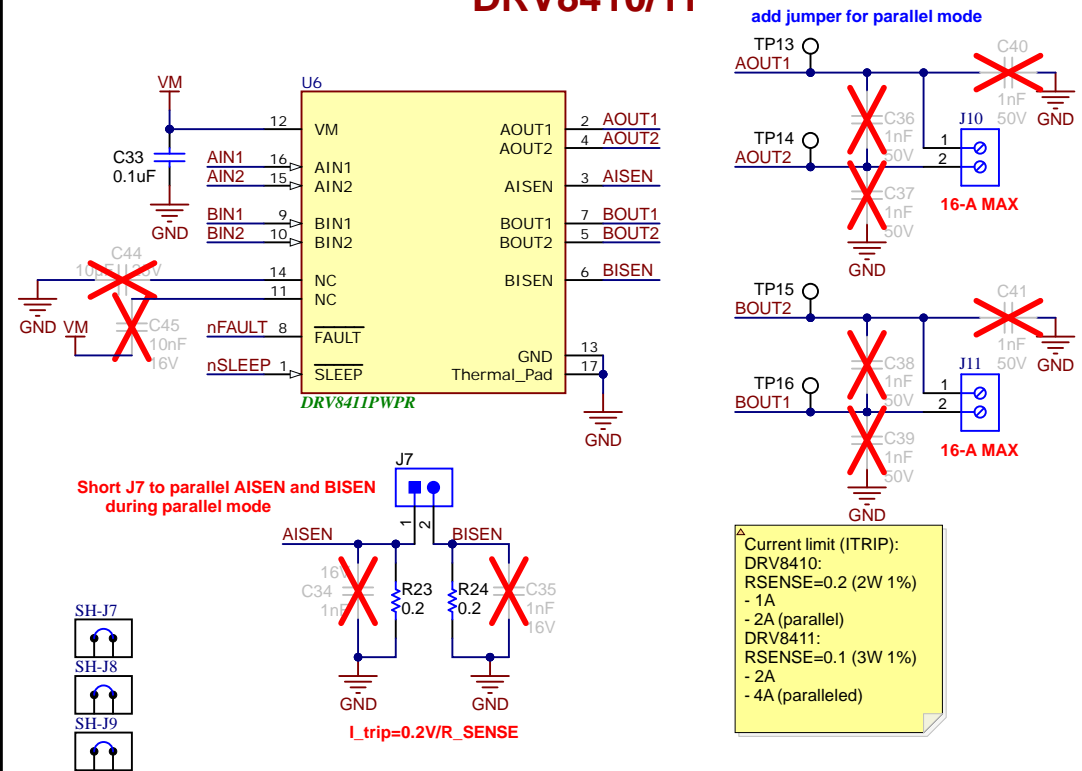 DRV8410/11
add jumper for parallel mode
VM
U6
C33
0.1uF
GND
12 VM
AIN1 16 AIN1
AIN2 15 AIN2
BIN1 9 BIN1
BIN2 10 BIN2
14 NC
11 NC
nFAULT 8 FAULT
nSLEEP 1 SLEEP
AOUT1 2 AOUT1
AOUT2 4 AOUT2
AISEN 3 AISEN
BOUT1 7 BOUT1
BOUT2 5 BOUT2
BISEN 6 BISEN
GND 13
Thermal_Pad 17
GND
DRV8411PWPR
C44
GND
VM
C45
10nF
16V
TP13
AOUT1
C40
1nF
50V
GND
C36
1nF
50V
J10
1
2
TP14
AOUT2
C37
1nF
50V
16-A MAX
GND
TP15
BOUT2
C41
1nF
50V
GND
C38
1nF
50V
J11
1
2
TP16
BOUT1
C39
1nF
50V
16-A MAX
GND
J7
Short J7 to parallel AISEN and BISEN
during parallel mode
1
2
AISEN
BISEN
16V
C34
1nF
R23
0.2
R24
0.2
C35
1nF
16V
GND
GND
I_trip=0.2V/R_SENSE
SH-J7
SH-J8
SH-J9
Current limit (ITRIP):
DRV8410:
RSENSE=0.2 (2W 1%)
- 1A
- 2A (parallel)
DRV8411:
RSENSE=0.1 (3W 1%)
- 2A
- 4A (paralleled)